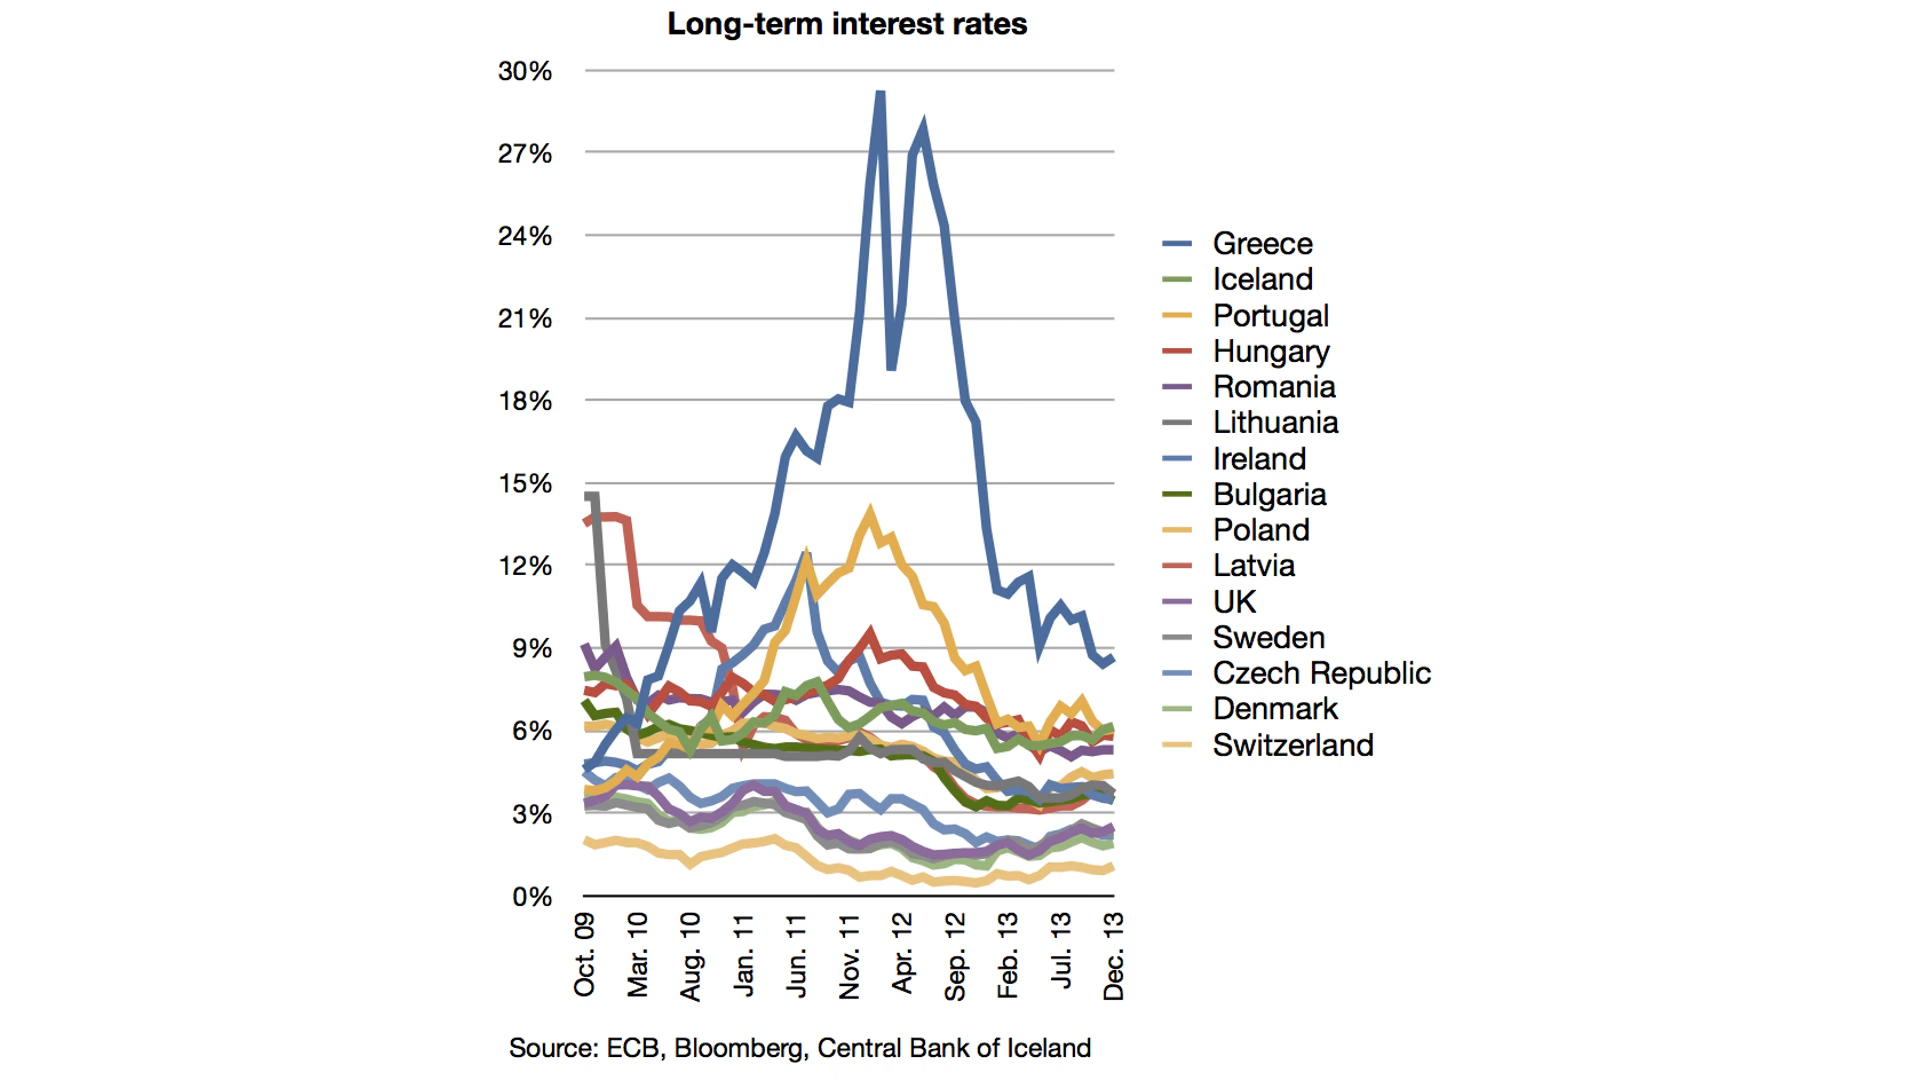 Long-term interest rates
30%
27%
24%
21%
18%
15%
12%
9%
6%
3%
0%
Oct. 09
Mar. 10
Aug. 10
Jan. 11
Jun. 11
Nov. 11
Apr. 12
Sep. 12
Feb. 13
Jul. 13
Dec. 13
Greece
Iceland
Portugal
Hungary
Romania
Lithuania
Ireland
Bulgaria
Poland
Latvia
UK
Sweden
Czech Republic
Denmark
Switzerland
Source: ECB, Bloomberg, Central Bank of Iceland